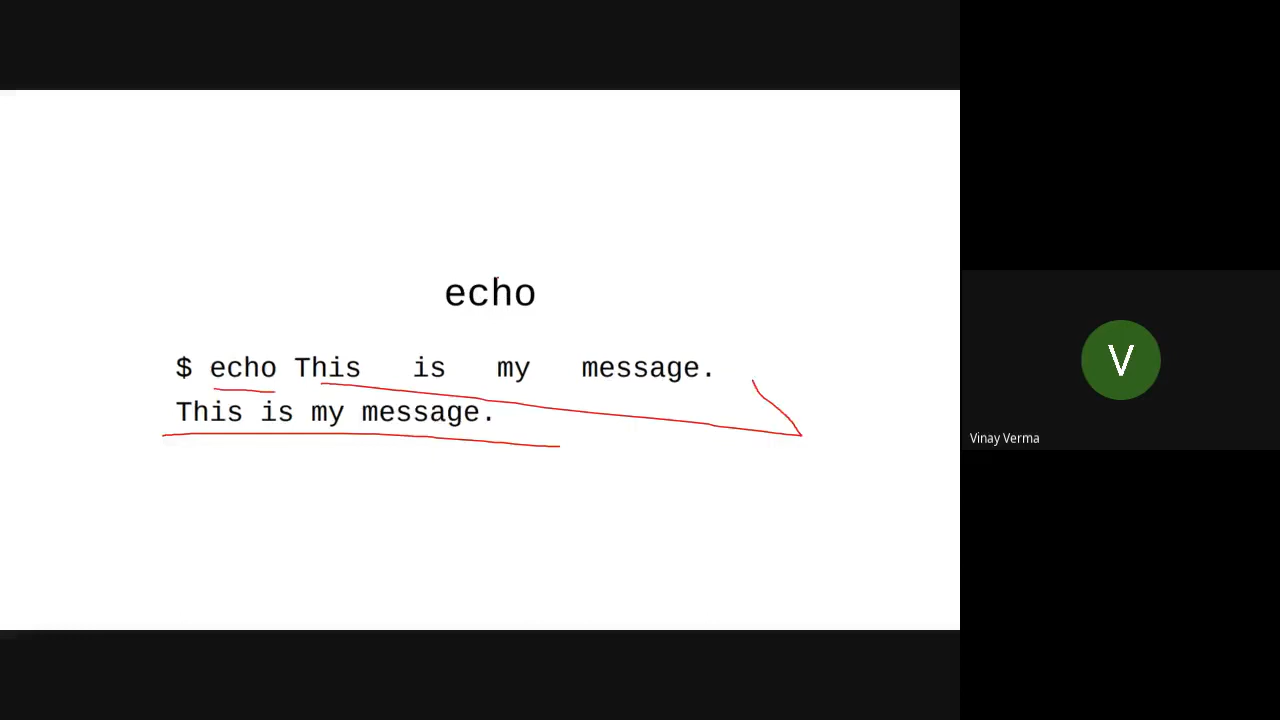 echo
$ echo This   is   my   message.
This is my message.
V
Vinay Verma